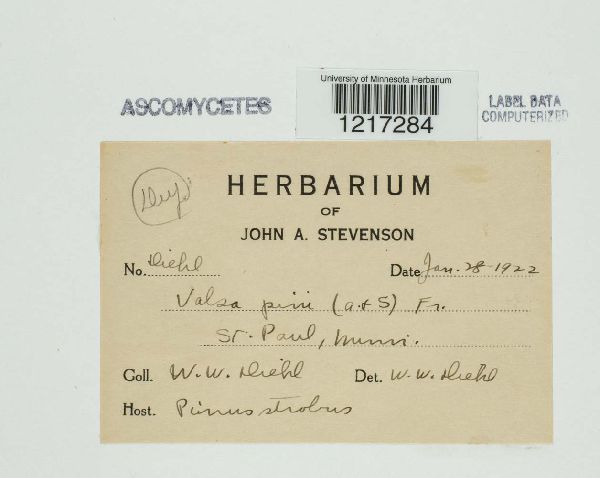 University of Minnesota Herbarium
ASCOMYCETES
LABEL DATA
COMPUTERIZED
1217284
HERBARIUM
OF
JOHN A. STEVENSON
No. Diehl Date Jan. 28-1922
Valsa pini (A. & S) Fr.
St. Paul, Minn.
Coll. W. W. Diehl Det. W. W. Diehl
Host. Pinus strobus